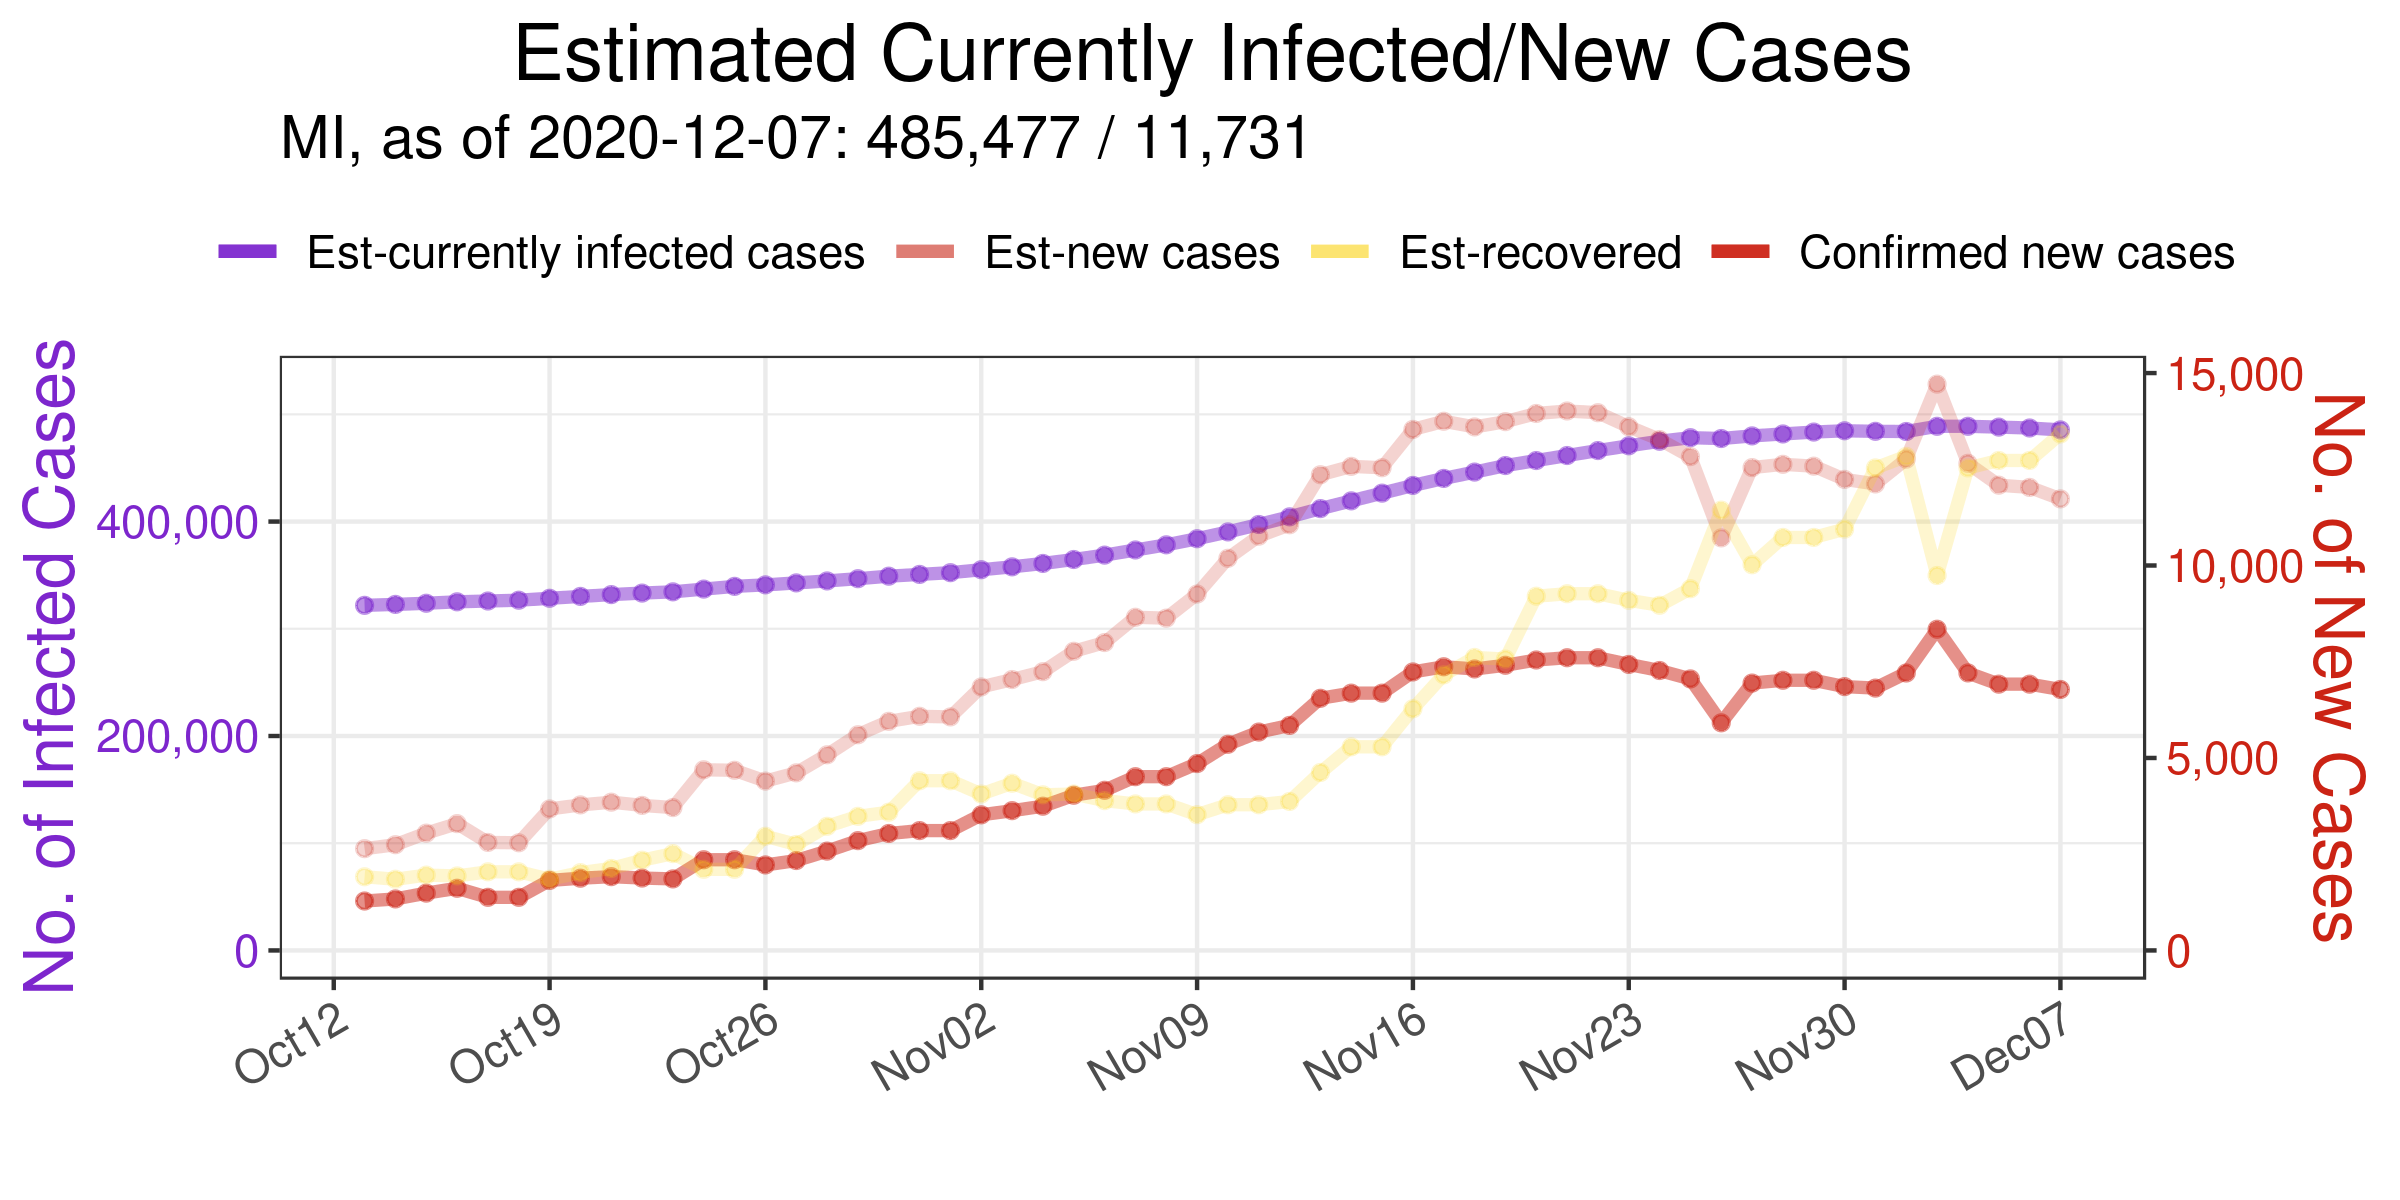 Estimated Currently Infected/New Cases
MI, as of 2020-12-07: 485,477 / 11,731
Est-currently infected cases Est-new cases Est-recovered Confirmed new cases
No. of Infected Cases
400,000
200,000
0
15,000
10,000
5,000
0
No. of New Cases
Oct12 Oct19 Oct26 Nov02 Nov09 Nov16 Nov23 Nov30 Dec07